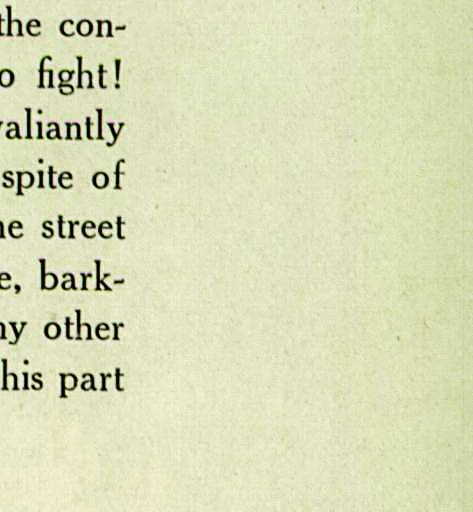 the con-
o fight!
valiantly
spite of
he street
e, bark-
ny other
his part